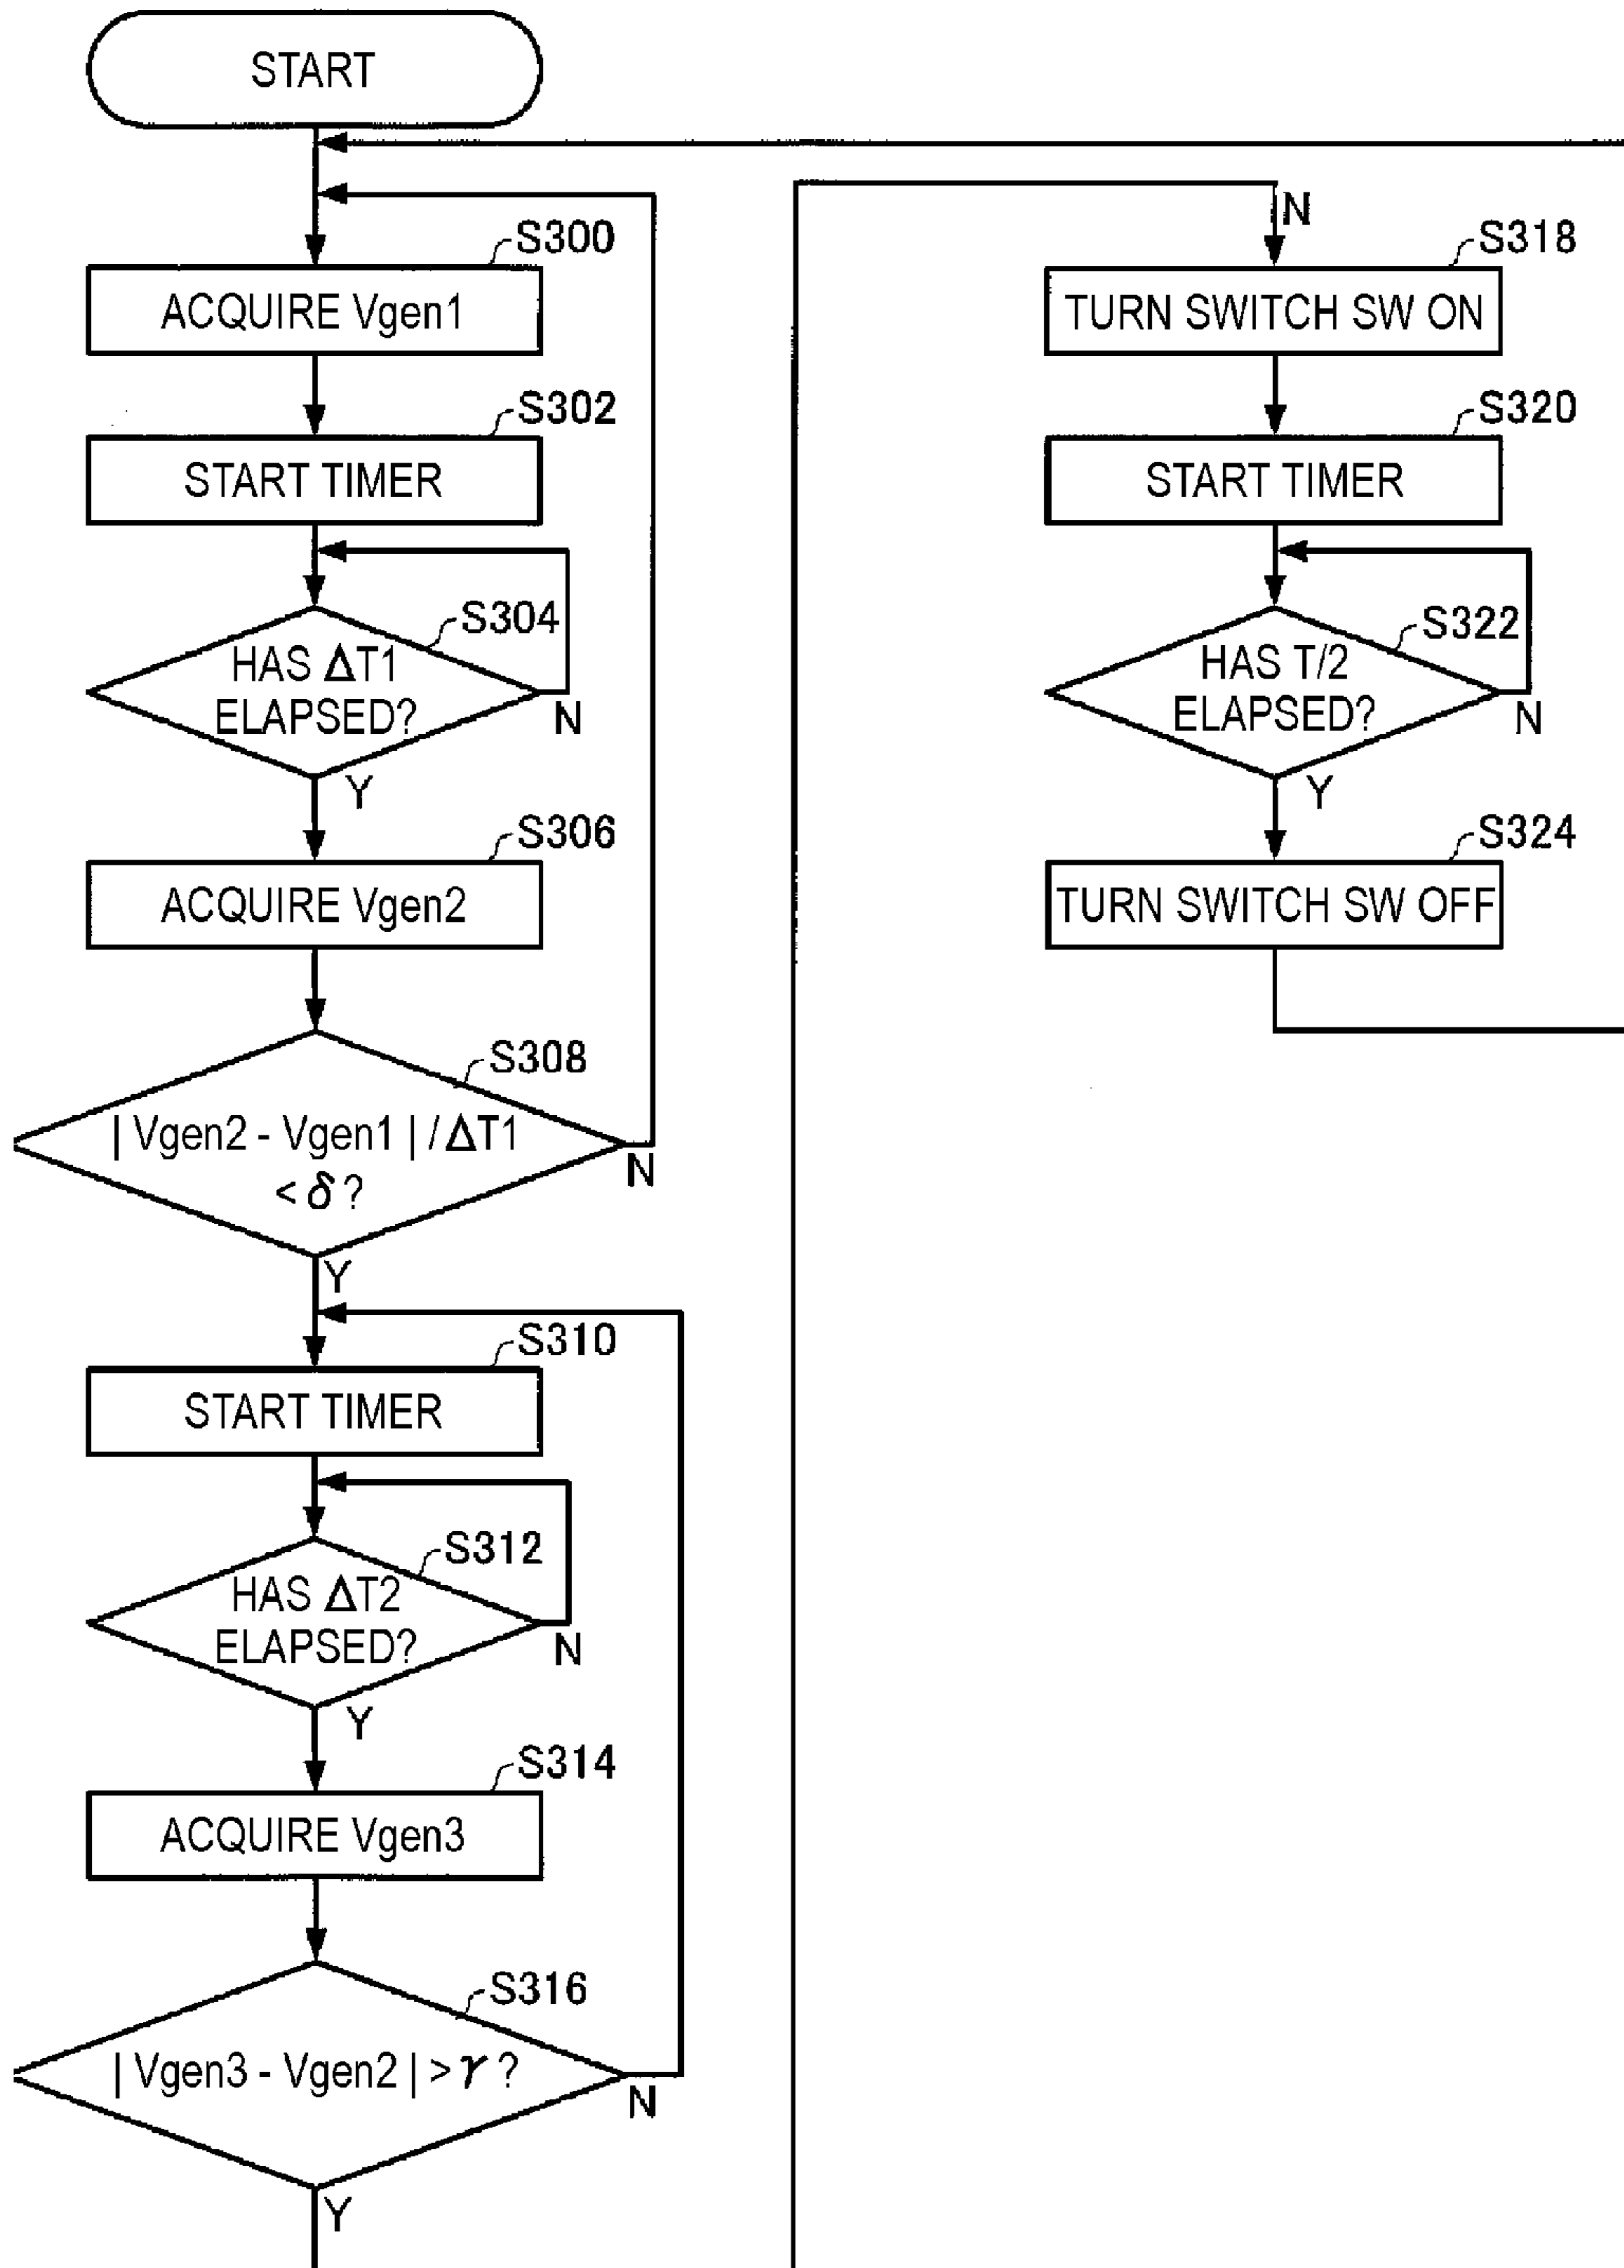 START
S300
ACQUIRE Vgen1
S302
START TIMER
S304
HAS ΔT1
ELAPSED?
N
Y
S306
ACQUIRE Vgen2
S308
| Vgen2 - Vgen1 | / ΔT1
< δ ?
N
Y
S310
START TIMER
S312
HAS ΔT2
ELAPSED?
N
Y
S314
ACQUIRE Vgen3
S316
| Vgen3 - Vgen2 | > γ ?
N
Y
N
S318
TURN SWITCH SW ON
S320
START TIMER
S322
HAS T/2
ELAPSED?
N
Y
S324
TURN SWITCH SW OFF